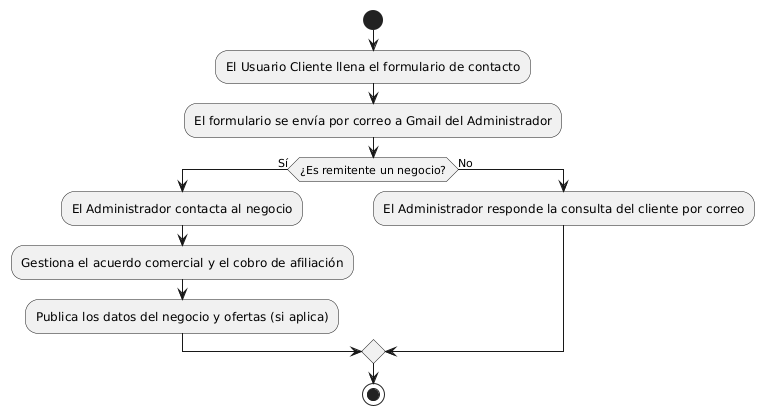 El Usuario Cliente llena el formulario de contacto
El formulario se envía por correo a Gmail del Administrador
Sí
¿Es remitente un negocio?
No
El Administrador contacta al negocio
El Administrador responde la consulta del cliente por correo
Gestiona el acuerdo comercial y el cobro de afiliación
Publica los datos del negocio y ofertas (si aplica)